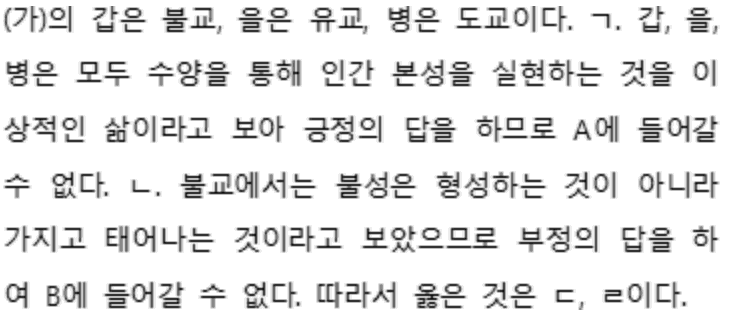 (가)의 갑은 불교, 을은 유교, 병은 도교이다. ㄱ. 갑, 을,
병은 모두 수양을 통해 인간 본성을 실현하는 것을 이
상적인 삶이라고 보아 긍정의 답을 하므로 A에 들어갈
수 없다. ㄴ. 불교에서는 불성은 형성하는 것이 아니라
가지고 태어나는 것이라고 보았으므로 부정의 답을 하
여 B에 들어갈 수 없다. 따라서 옳은 것은 ㄷ, ㄹ이다.